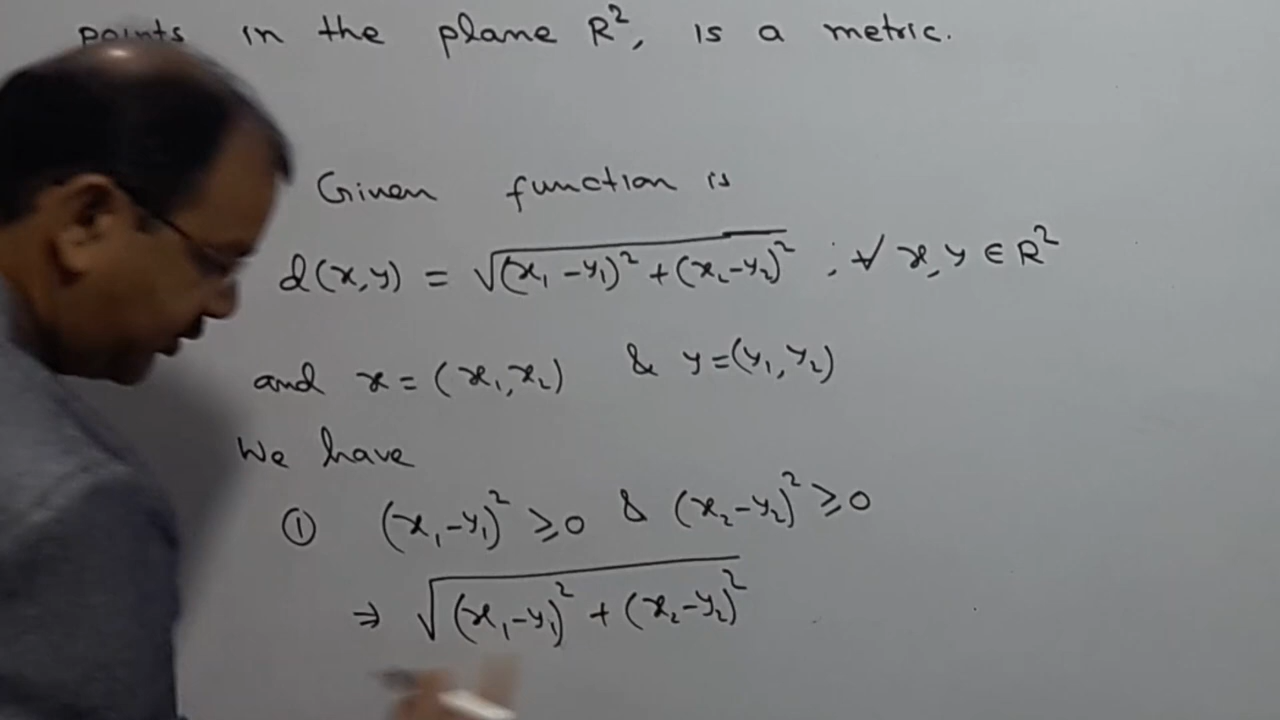 points in the plane R², is a metric.
Given function is
d(x,y) = √(x₁-y₁)² + (x₂-y₂)² ; ∀ x,y ∈ R²
and x = (x₁,x₂) & y=(y₁,y₂)
We have
① (x₁-y₁)² ≥ 0 & (x₂-y₂)² ≥ 0
⇒ √(x₁-y₁)² + (x₂-y₂)²